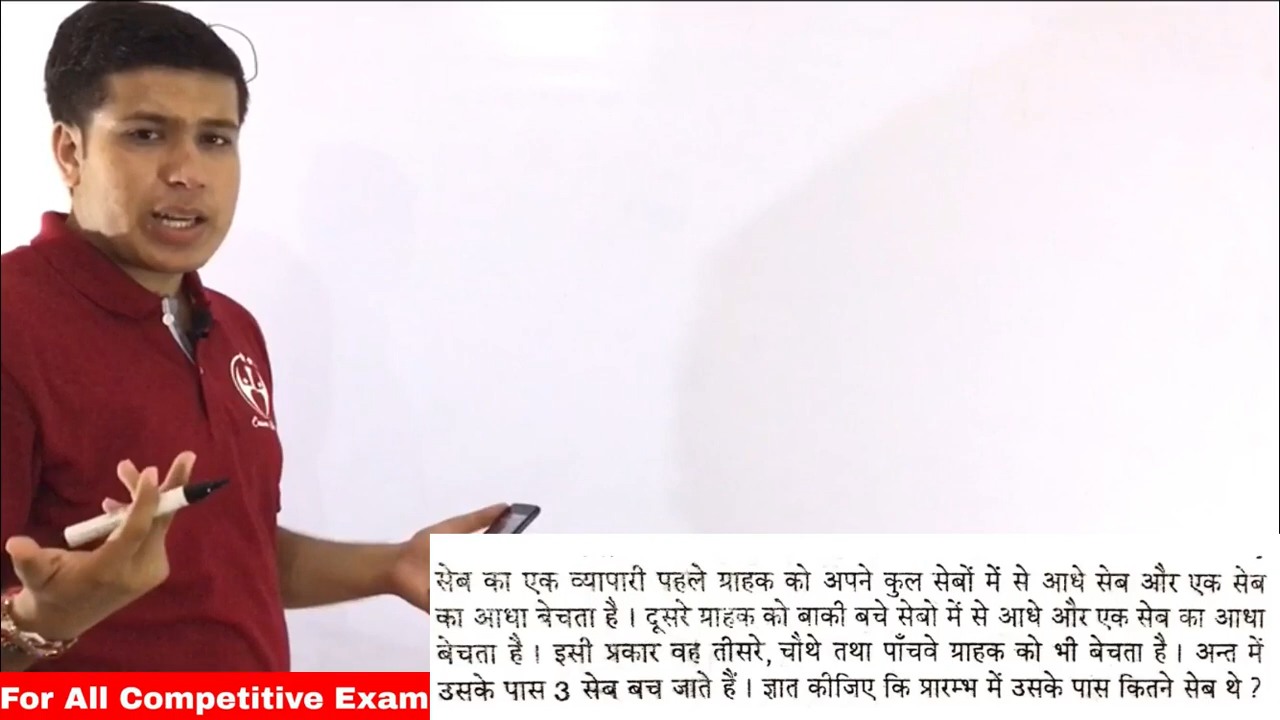 सेब का एक व्यापारी पहले ग्राहक को अपने कुल सेबों में से आधे सेब और एक सेब
का आधा बेचता है। दूसरे ग्राहक को बाकी बचे सेबो में से आधे और एक सेब का आधा
बेचता है। इसी प्रकार वह तीसरे, चौथे तथा पाँचवे ग्राहक को भी बेचता है। अन्त में
उसके पास 3 सेब बच जाते हैं। ज्ञात कीजिए कि प्रारम्भ में उसके पास कितने सेब थे ?
For All Competitive Exam